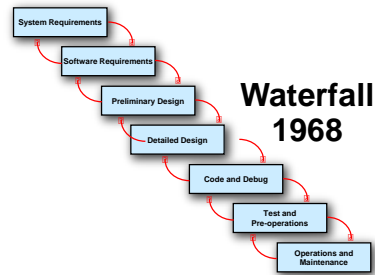 System Requirements
Software Requirements
Preliminary Design
Waterfall
1968
Detailed Design
Code and Debug
Test and
Pre-operations
Operations and
Maintenance